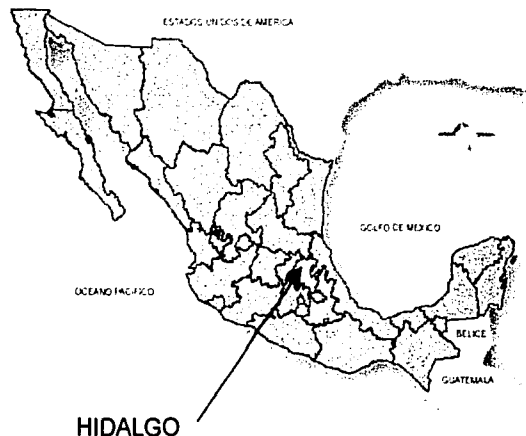 ESTADOS UNIDOS DE AMERICA
GOLFO DE MEXICO
OCEANO PACIFICO
BELICE
GUATEMALA
HIDALGO